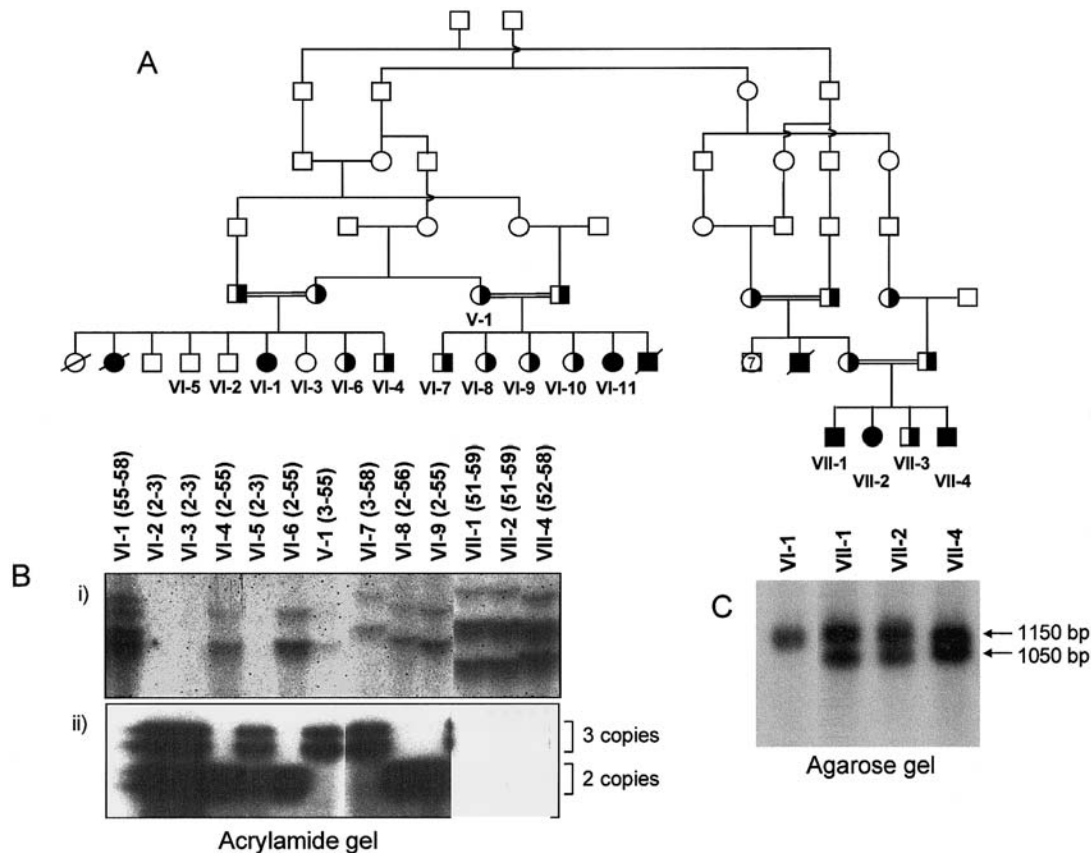 A
V-1
7
VI-5 VI-2 VI-1 VI-3 VI-6 VI-4 VI-7 VI-8 VI-9 VI-10 VI-11
VII-1 VII-3
VII-2 VII-4
B
VI-1 (55-58)
VI-2 (2-3)
VI-3 (2-3)
VI-4 (2-55)
VI-5 (2-3)
VI-6 (2-55)
V-1 (3-55)
VI-7 (3-58)
VI-8 (2-56)
VI-9 (2-55)
VII-1 (51-59)
VII-2 (51-59)
VII-4 (52-58)
i)
ii)
3 copies
2 copies
Acrylamide gel
C
VI-1
VII-1
VII-2
VII-4
1150 bp
1050 bp
Agarose gel